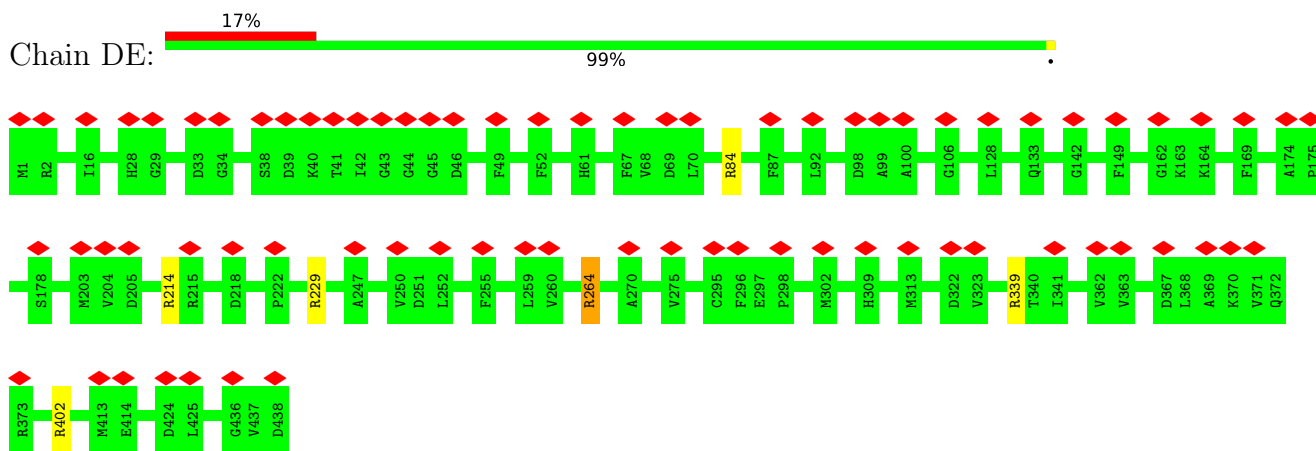 17%
Chain DE:
99%
•
M1 R2 I16 H28 G29 D33 G34 S38 D39 K40 T41 I42 G43 G44 G45 D46 F49 F52 H61 F67 V68 D69 L70 R84 F87 L92 D98 A99 A100 G106 L128 Q133 G142 F149 G162 K163 K164 F169 A174 P175
S178 M203 V204 D205 R214 R215 D218 P222 R229 A247 V250 D251 L252 F255 L259 V260 R264 A270 V275 C295 F296 E297 P298 M302 H309 M313 D322 V323 R339 T340 I341 V362 V363 D367 L368 A369 K370 V371 Q372
R373 R402 M413 E414 D424 L425 G436 V437 D438